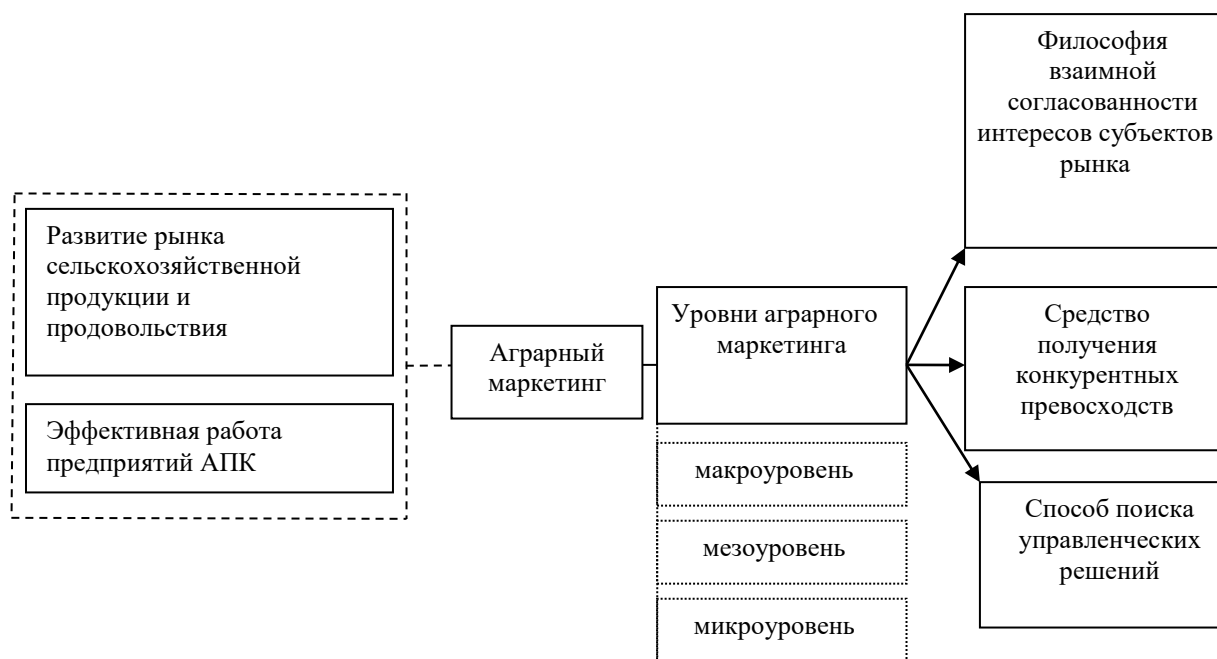 Развитие рынка
сельскохозяйственной
продукции и
продовольствия
Эффективная работа
предприятий АПК
Аграрный
маркетинг
Уровни аграрного
маркетинга
макроуровень
мезоуровень
микроуровень
Философия
взаимной
согласованности
интересов субъектов
рынка
Средство
получения
конкурентных
превосходств
Способ поиска
управленческих
решений